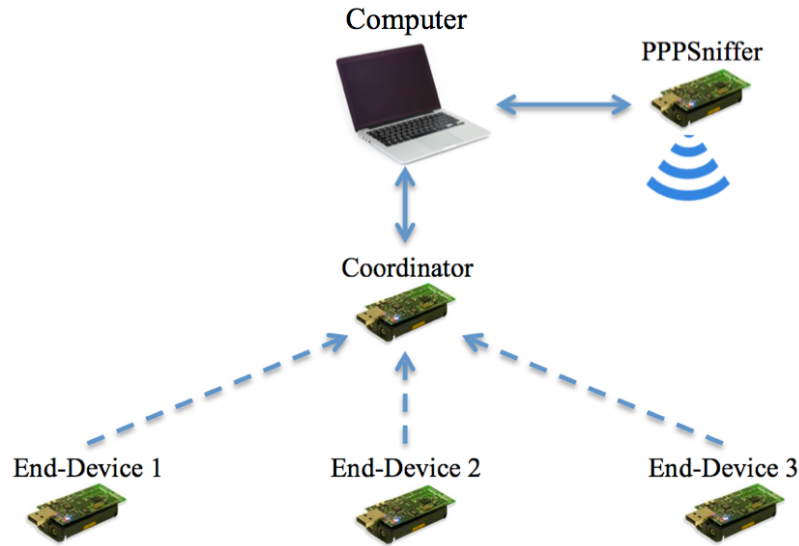 Computer
PPPSniffer
Coordinator
End-Device 1
End-Device 2
End-Device 3